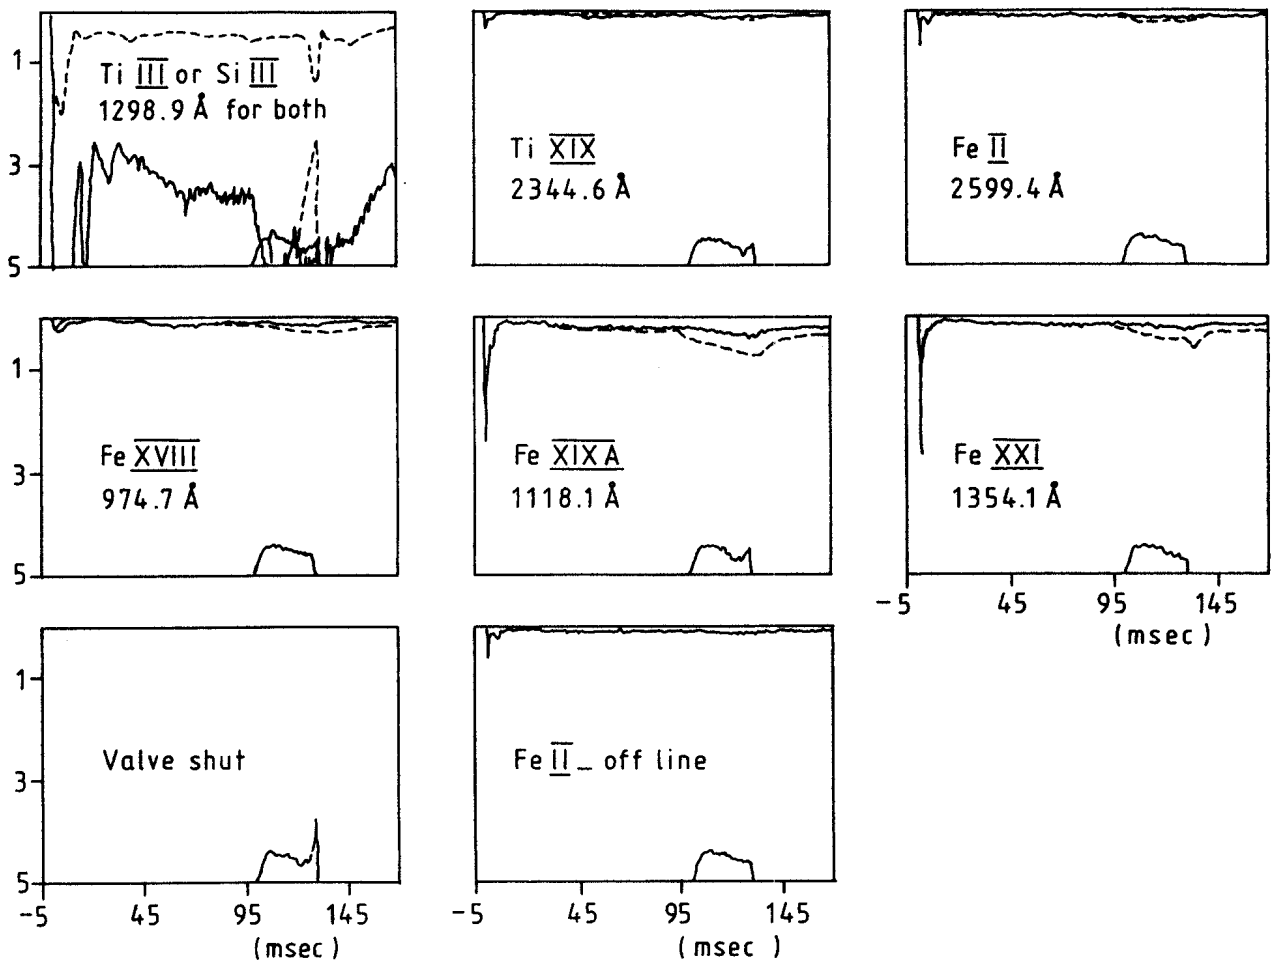 1
3
5
Ti III or Si III
1298.9 Å for both
Ti XIX
2344.6 Å
Fe II
2599.4 Å
1
3
5
Fe XVIII
974.7 Å
Fe XIX A
1118.1 Å
Fe XXI
1354.1 Å
-5 45 95 145
(msec)
1
3
5
Valve shut
Fe II _ off line
-5 45 95 145
(msec)
-5 45 95 145
(msec)